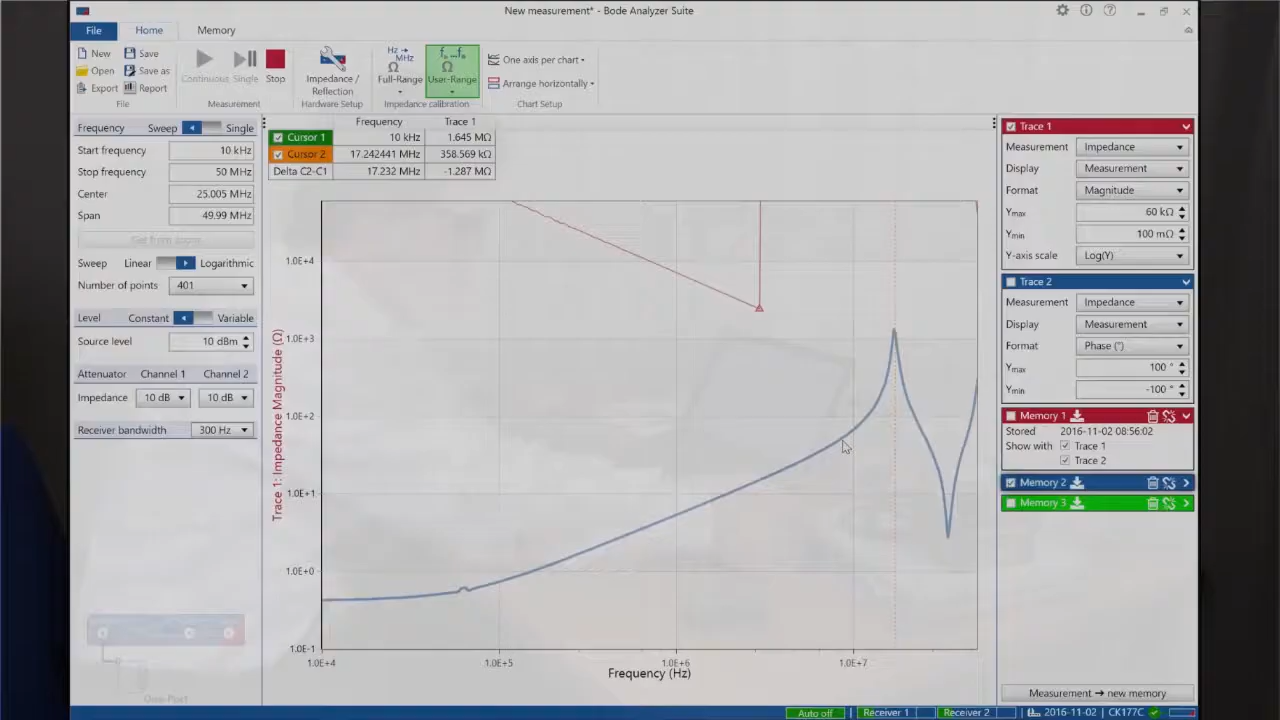 New measurement* - Bode Analyzer Suite
File
Home
Memory
New
Save
Open
Save as
Export
Report
File
Continuous
Single
Stop
Measurement
Impedance /
Reflection
Hardware Setup
Hz →
MHz
Ω
Full-Range
User-Range
Impedance calibration
One axis per chart
Arrange horizontally
Chart Setup
Frequency Sweep Single
Start frequency 10 kHz
Stop frequency 50 MHz
Center 25.005 MHz
Span 49.99 MHz
Sweep Linear Logarithmic
Number of points 401
Level Constant Variable
Source level 10 dBm
Attenuator Channel 1 Channel 2
Impedance 10 dB 10 dB
Receiver bandwidth 300 Hz
One-Port
Frequency Trace 1
Cursor 1 10 kHz 1.645 MΩ
Cursor 2 17.242441 MHz 358.569 kΩ
Delta C2-C1 17.232 MHz -1.287 MΩ
Trace 1: Impedance Magnitude (Ω)
1.0E+4
1.0E+3
1.0E+2
1.0E+1
1.0E+0
1.0E-1
1.0E+4 1.0E+5 1.0E+6 1.0E+7
Frequency (Hz)
Trace 1
Measurement Impedance
Display Measurement
Format Magnitude
Ymax 60 kΩ
Ymin 100 mΩ
Y-axis scale Log(Y)
Trace 2
Measurement Impedance
Display Measurement
Format Phase (°)
Ymax 100 °
Ymin -100 °
Memory 1
Stored 2016-11-02 08:56:02
Show with Trace 1
Trace 2
Memory 2
Memory 3
Measurement → new memory
Auto off Receiver 1 Receiver 2 2016-11-02 CK177C